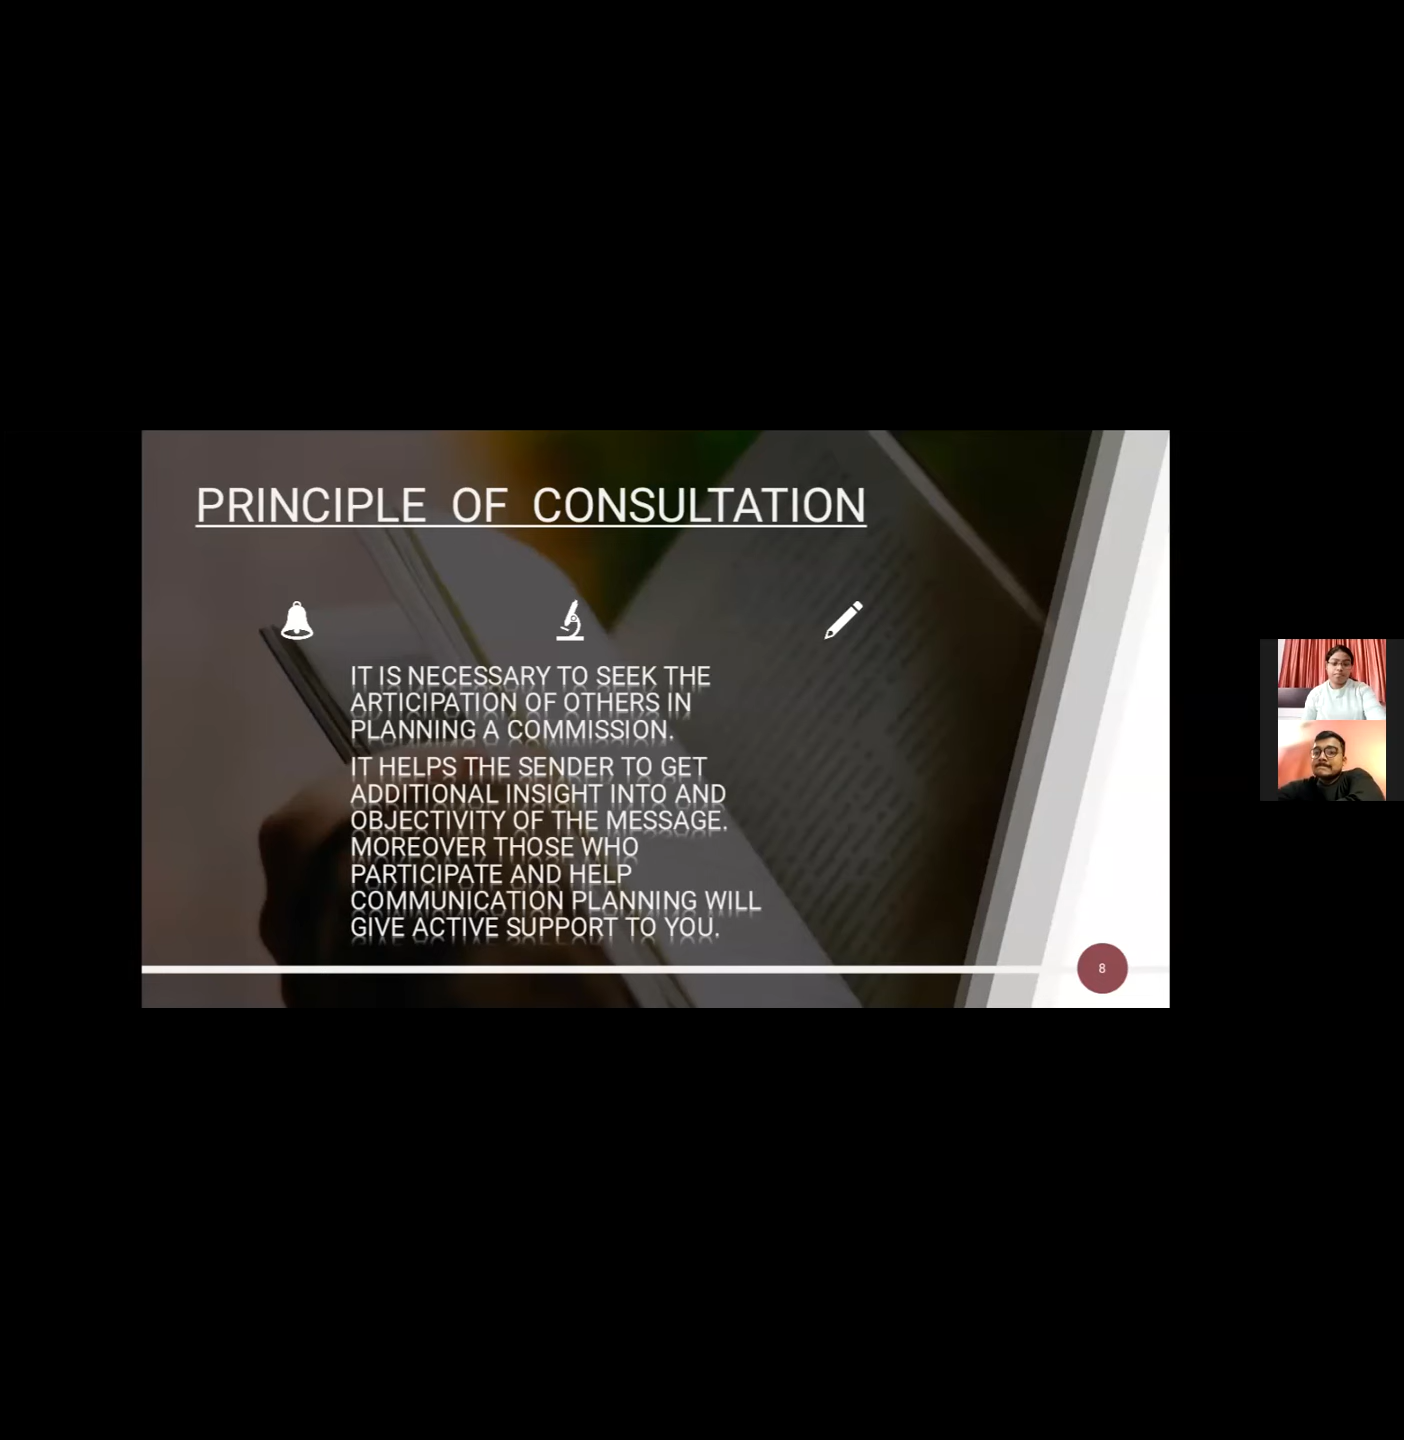 PRINCIPLE OF CONSULTATION
IT IS NECESSARY TO SEEK THE
ARTICIPATION OF OTHERS IN
PLANNING A COMMISSION.
IT HELPS THE SENDER TO GET
ADDITIONAL INSIGHT INTO AND
OBJECTIVITY OF THE MESSAGE.
MOREOVER THOSE WHO
PARTICIPATE AND HELP
COMMUNICATION PLANNING WILL
GIVE ACTIVE SUPPORT TO YOU.
8